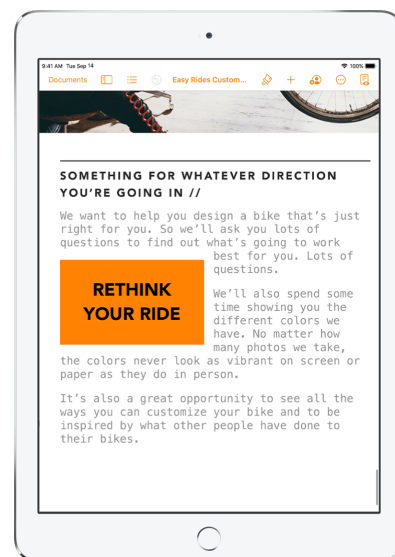 9:41 AM Tue Sep 14
100%
Documents
Easy Rides Custom...
SOMETHING FOR WHATEVER DIRECTION
YOU'RE GOING IN //
We want to help you design a bike that's just
right for you. So we'll ask you lots of
questions to find out what's going to work
best for you. Lots of
questions.
RETHINK
YOUR RIDE
We'll also spend some
time showing you the
different colors we
have. No matter how
many photos we take,
the colors never look as vibrant on screen or
paper as they do in person.
It's also a great opportunity to see all the
ways you can customize your bike and to be
inspired by what other people have done to
their bikes.